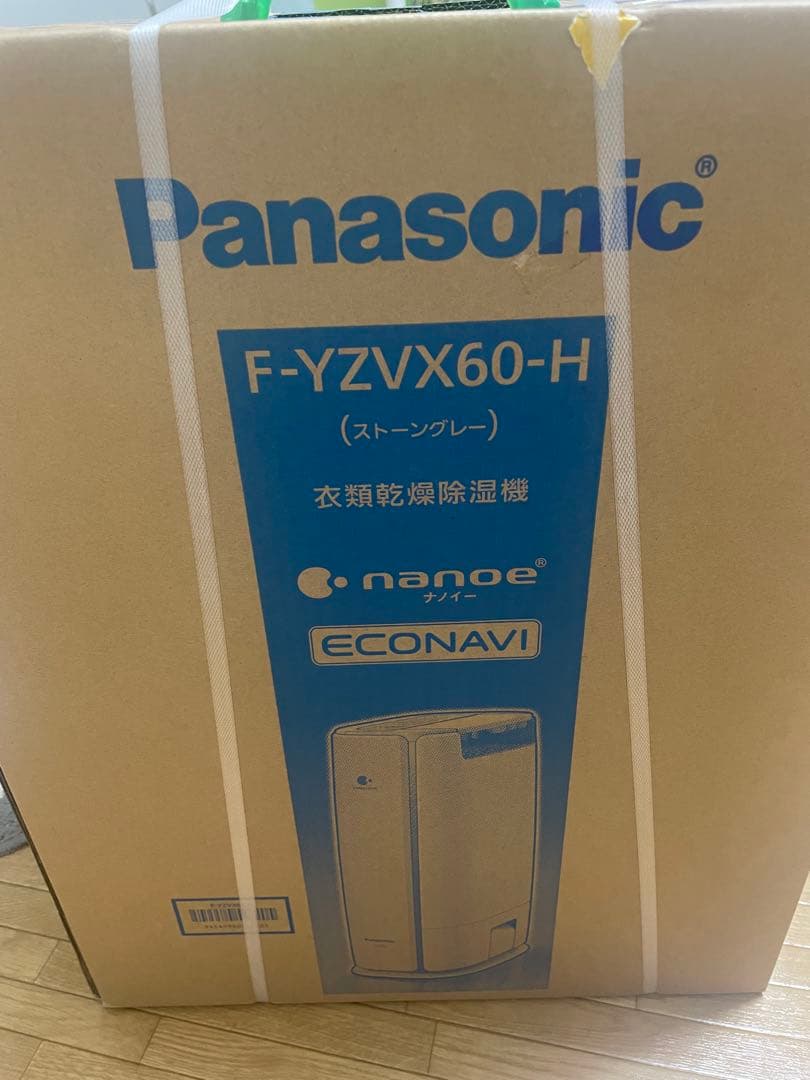 Panasonic®
F-YZVX60-H
(ストーングレー)
衣類乾燥除湿機
nanoe®
ナノイー
ECONAVI
Panasonic